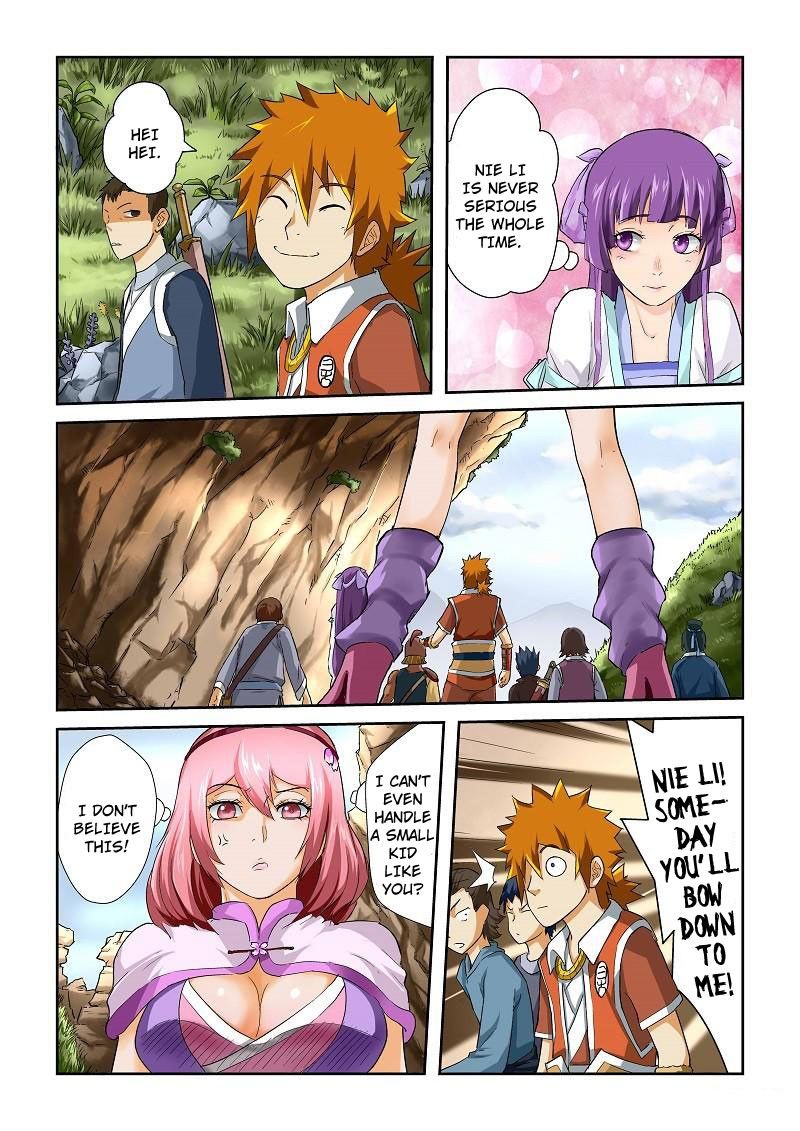 HEI
HEI.
NIE LI
IS NEVER
SERIOUS
THE WHOLE
TIME.
I DON'T
BELIEVE
THIS!
I CAN'T
EVEN
HANDLE
A SMALL
KID
LIKE
YOU?
NIE LI!
SOME-
DAY
YOU'LL
BOW
DOWN
TO
ME!